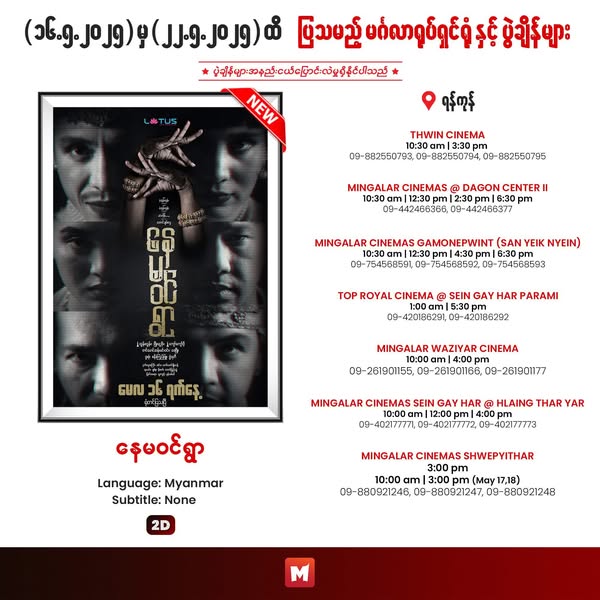 (၁၆.၅.၂၀၂၅) မှ (၂၂.၅.၂၀၂၅) ထိ ပြသမည့် မင်္ဂလာရုပ်ရှင်ရုံ နှင့် ပွဲချိန်များ
★ ပွဲချိန်များအနည်းငယ်ပြောင်းလဲမှုရှိနိုင်ပါသည် ★
NEW
LOTUS
မေလ ၁၆ ရက်နေ့
ရုံတင်ပြသပြီ
နေမဝင်ရွာ
Language: Myanmar
Subtitle: None
2D
ရန်ကုန်
THWIN CINEMA
10:30 am | 3:30 pm
09-882550793, 09-882550794, 09-882550795
MINGALAR CINEMAS @ DAGON CENTER II
10:30 am | 12:30 pm | 2:30 pm | 6:30 pm
09-442466366, 09-442466377
MINGALAR CINEMAS GAMONEPWINT (SAN YEIK NYEIN)
10:30 am | 12:30 pm | 4:30 pm | 6:30 pm
09-754568591, 09-754568592, 09-754568593
TOP ROYAL CINEMA @ SEIN GAY HAR PARAMI
1:00 am | 5:30 pm
09-420186291, 09-420186292
MINGALAR WAZIYAR CINEMA
10:00 am | 4:00 pm
09-261901155, 09-261901166, 09-261901177
MINGALAR CINEMAS SEIN GAY HAR @ HLAING THAR YAR
10:00 am | 12:00 pm | 4:00 pm
09-402177771, 09-402177772, 09-402177773
MINGALAR CINEMAS SHWEPYITHAR
3:00 pm
10:00 am | 3:00 pm (May 17,18)
09-880921246, 09-880921247, 09-880921248
M